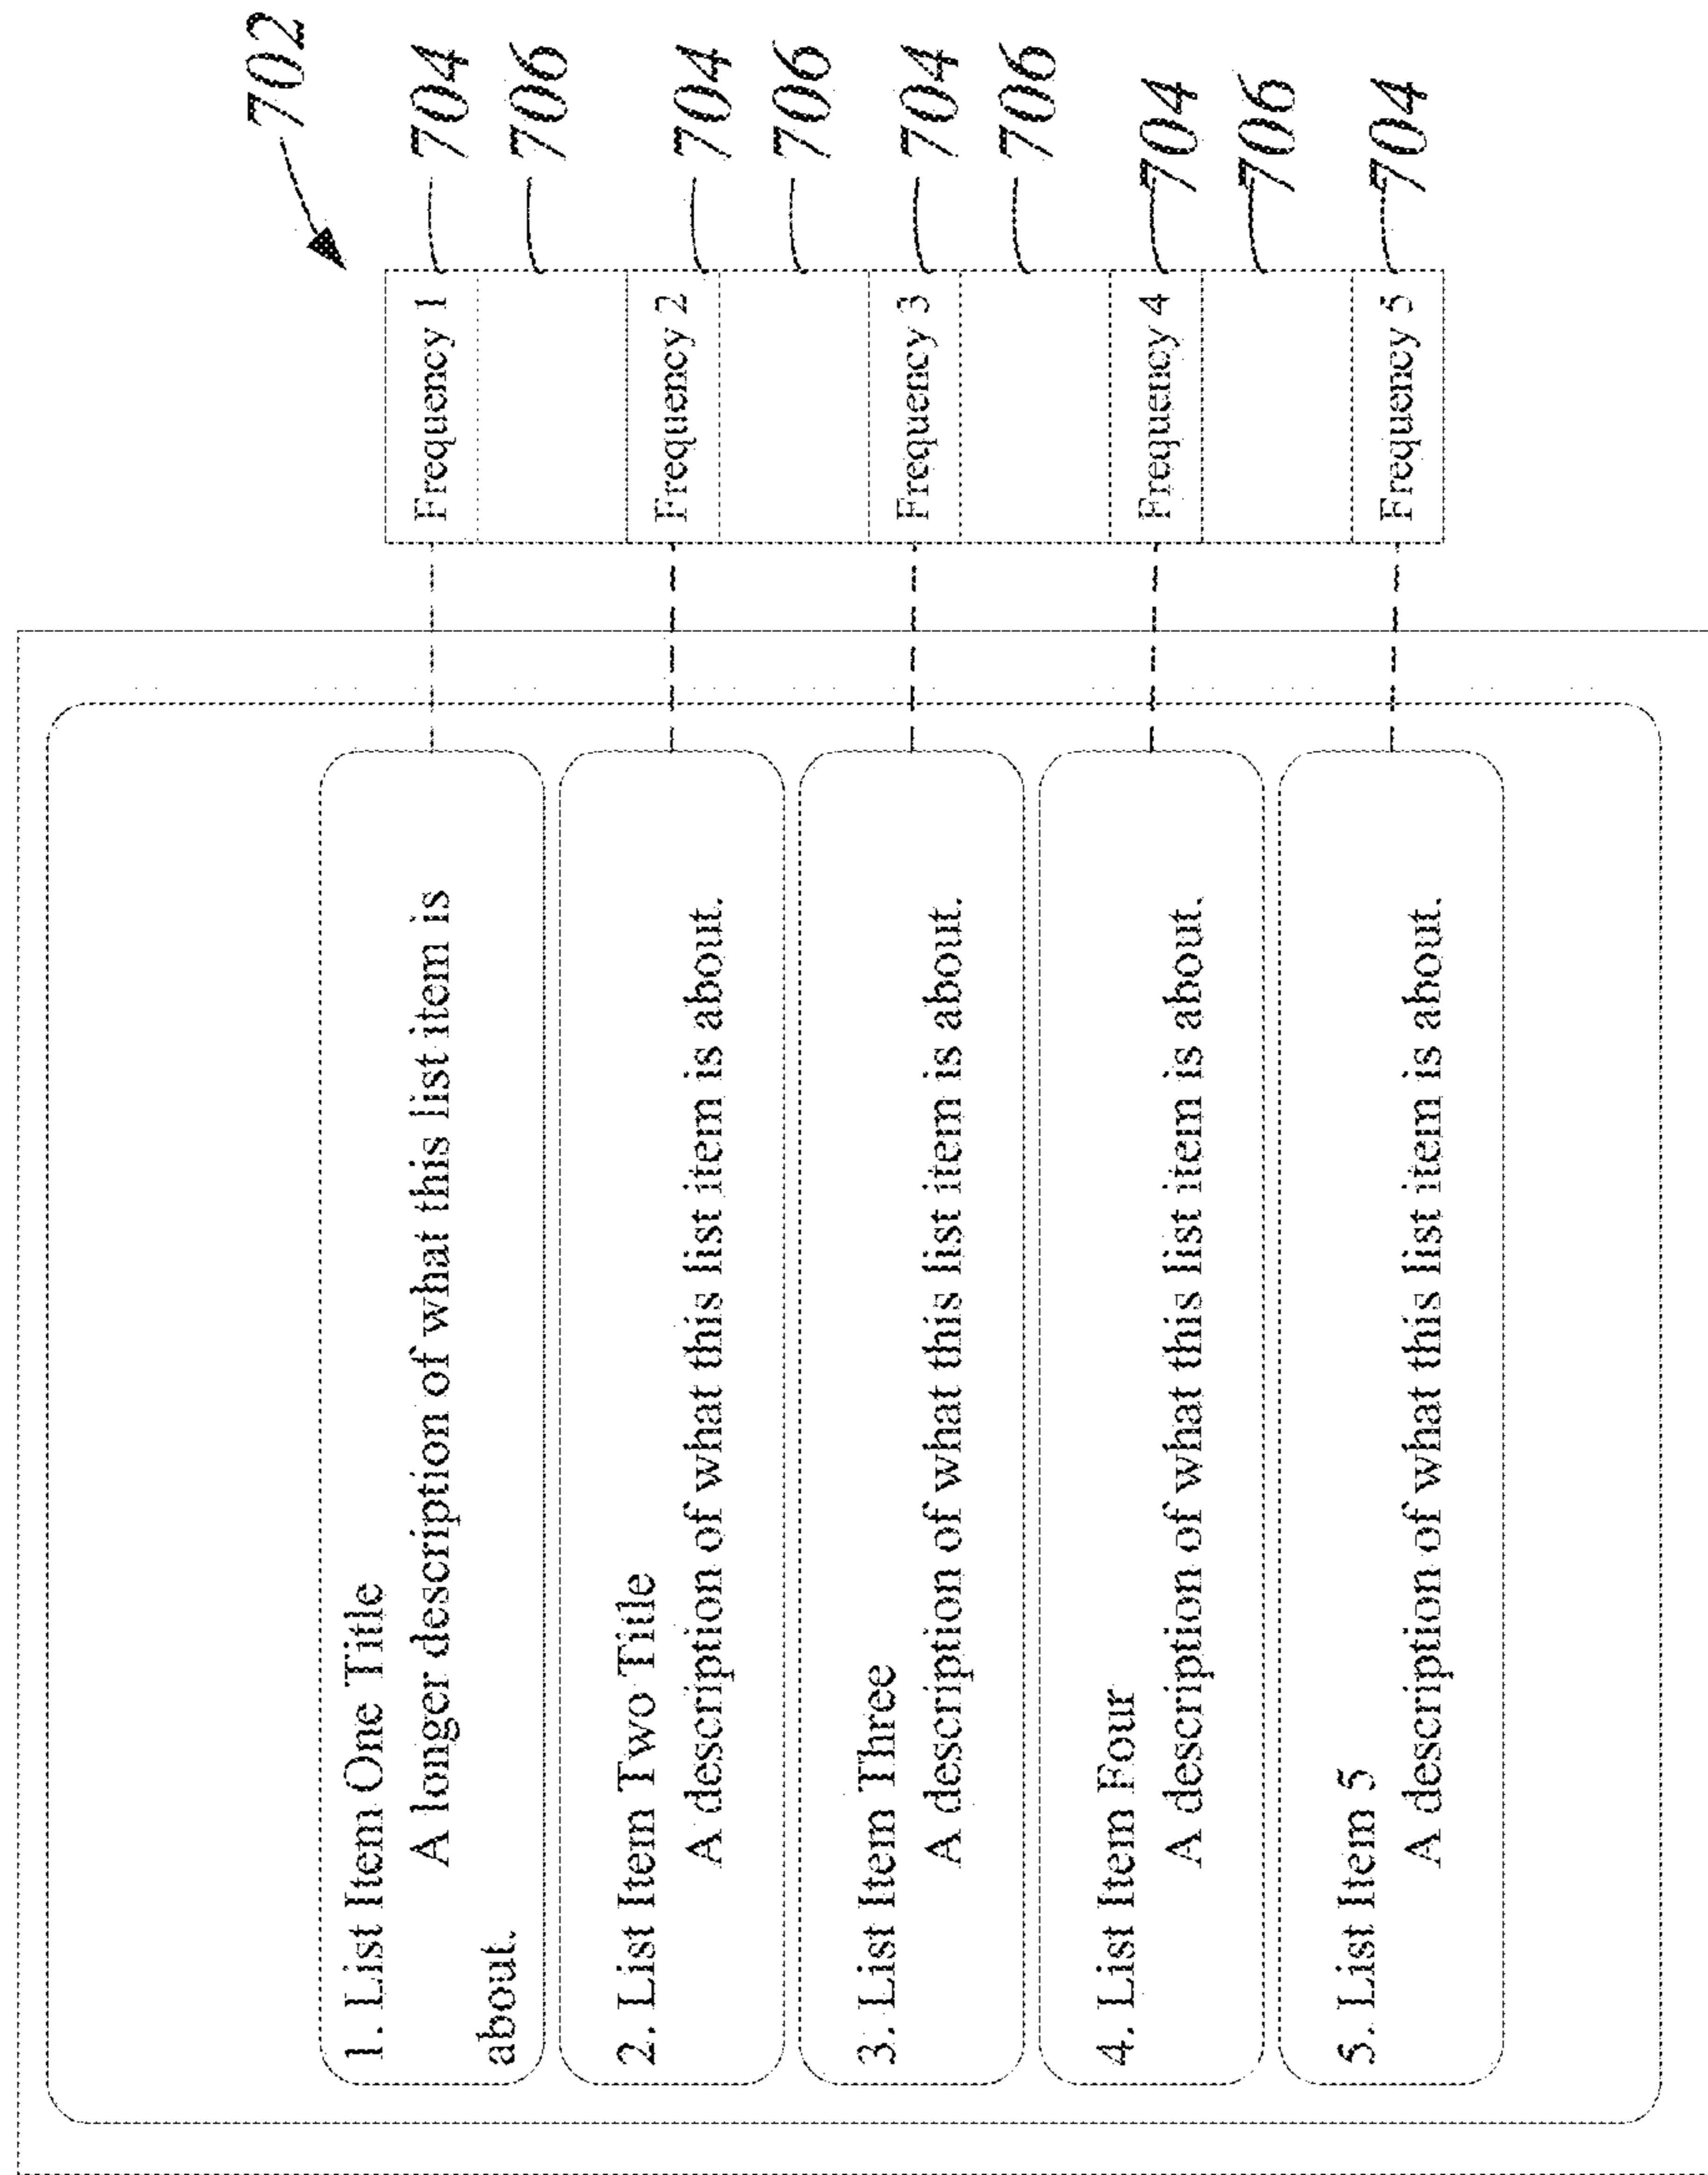 702
1. List Item One Title
A longer description of what this list item is
about.
Frequency 1
704
706
2. List Item Two Title
A description of what this list item is about.
Frequency 2
704
706
3. List Item Three
A description of what this list item is about.
Frequency 3
704
706
4. List Item Four
A description of what this list item is about.
Frequency 4
704
706
5. List Item 5
A description of what this list item is about.
Frequency 5
704